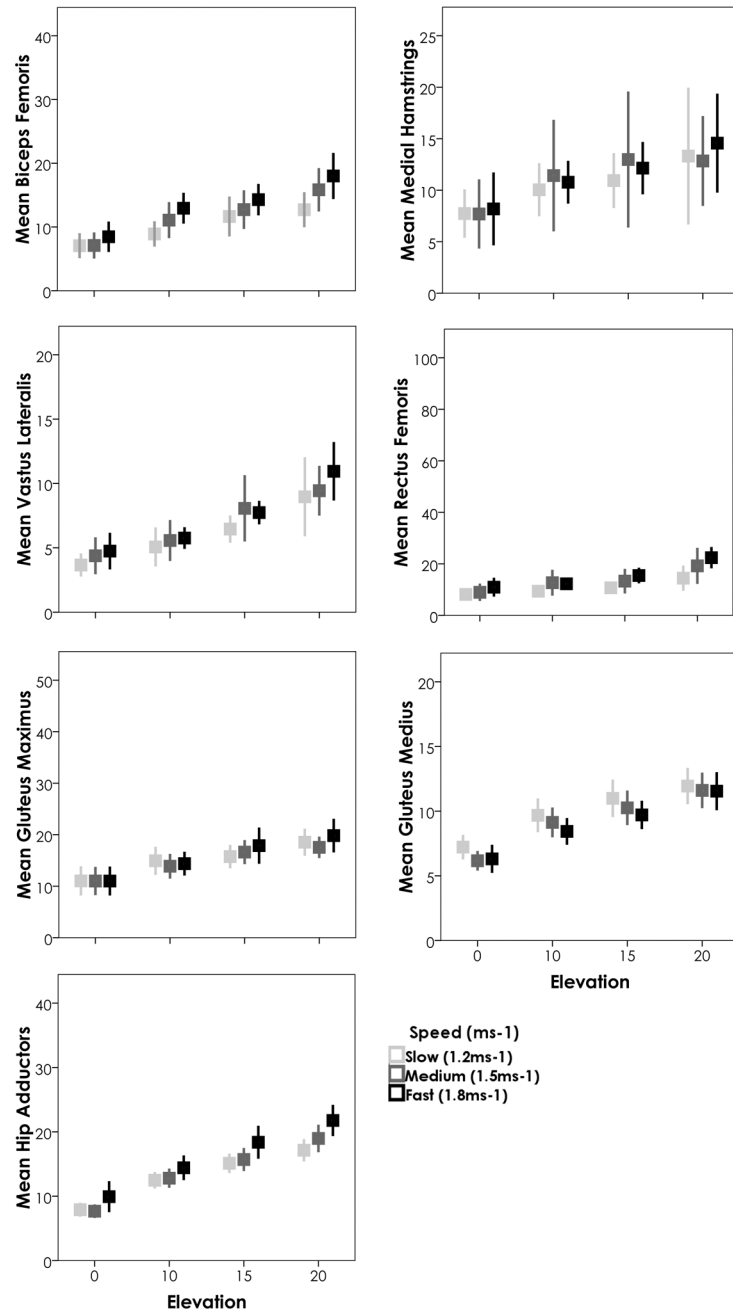 Mean Biceps Femoris
40
30
20
10
0
Mean Medial Hamstrings
25
20
15
10
5
0
Mean Vastus Lateralis
20
15
10
5
0
Mean Rectus Femoris
100
80
60
40
20
0
Mean Gluteus Maximus
50
40
30
20
10
0
Mean Gluteus Medius
20
15
10
5
0
0 10 15 20
Elevation
Mean Hip Adductors
40
30
20
10
0
0 10 15 20
Elevation
Speed (ms-1)
Slow (1.2ms-1)
Medium (1.5ms-1)
Fast (1.8ms-1)